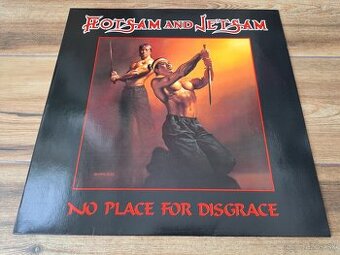 FLOTSAM AND JETSAM
NO PLACE FOR DISGRACE